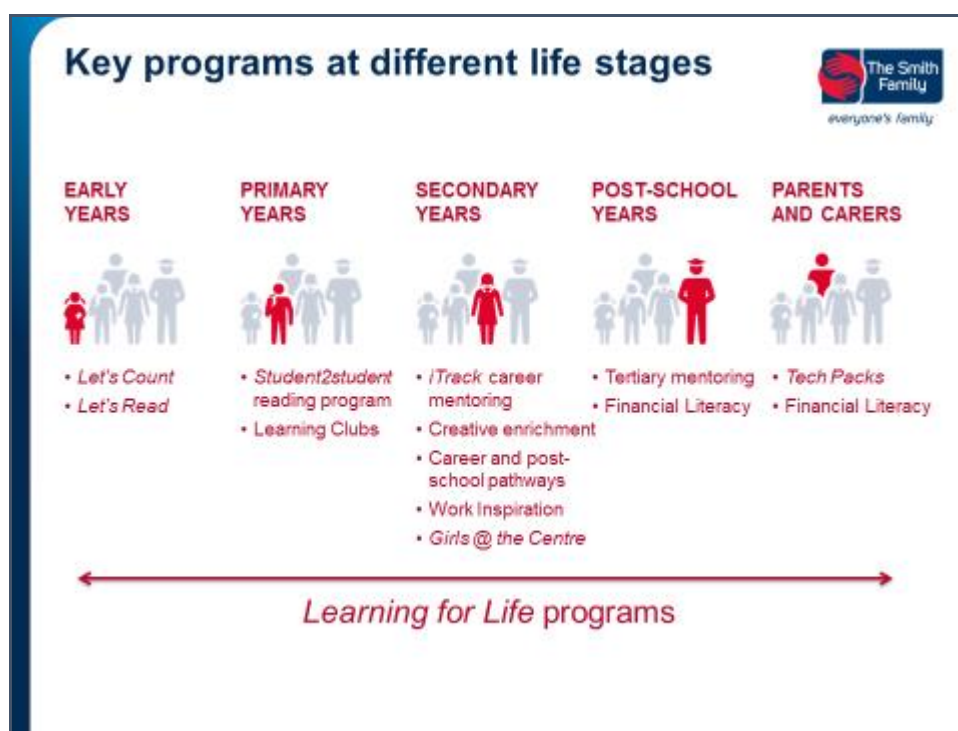 Key programs at different life stages
The Smith
Family
everyone's family
EARLY
YEARS
• Let's Count
• Let's Read
PRIMARY
YEARS
• Student2student
reading program
• Learning Clubs
SECONDARY
YEARS
• iTrack career
mentoring
• Creative enrichment
• Career and post-
school pathways
• Work Inspiration
• Girls @ the Centre
POST-SCHOOL
YEARS
• Tertiary mentoring
• Financial Literacy
PARENTS
AND CARERS
• Tech Packs
• Financial Literacy
Learning for Life programs